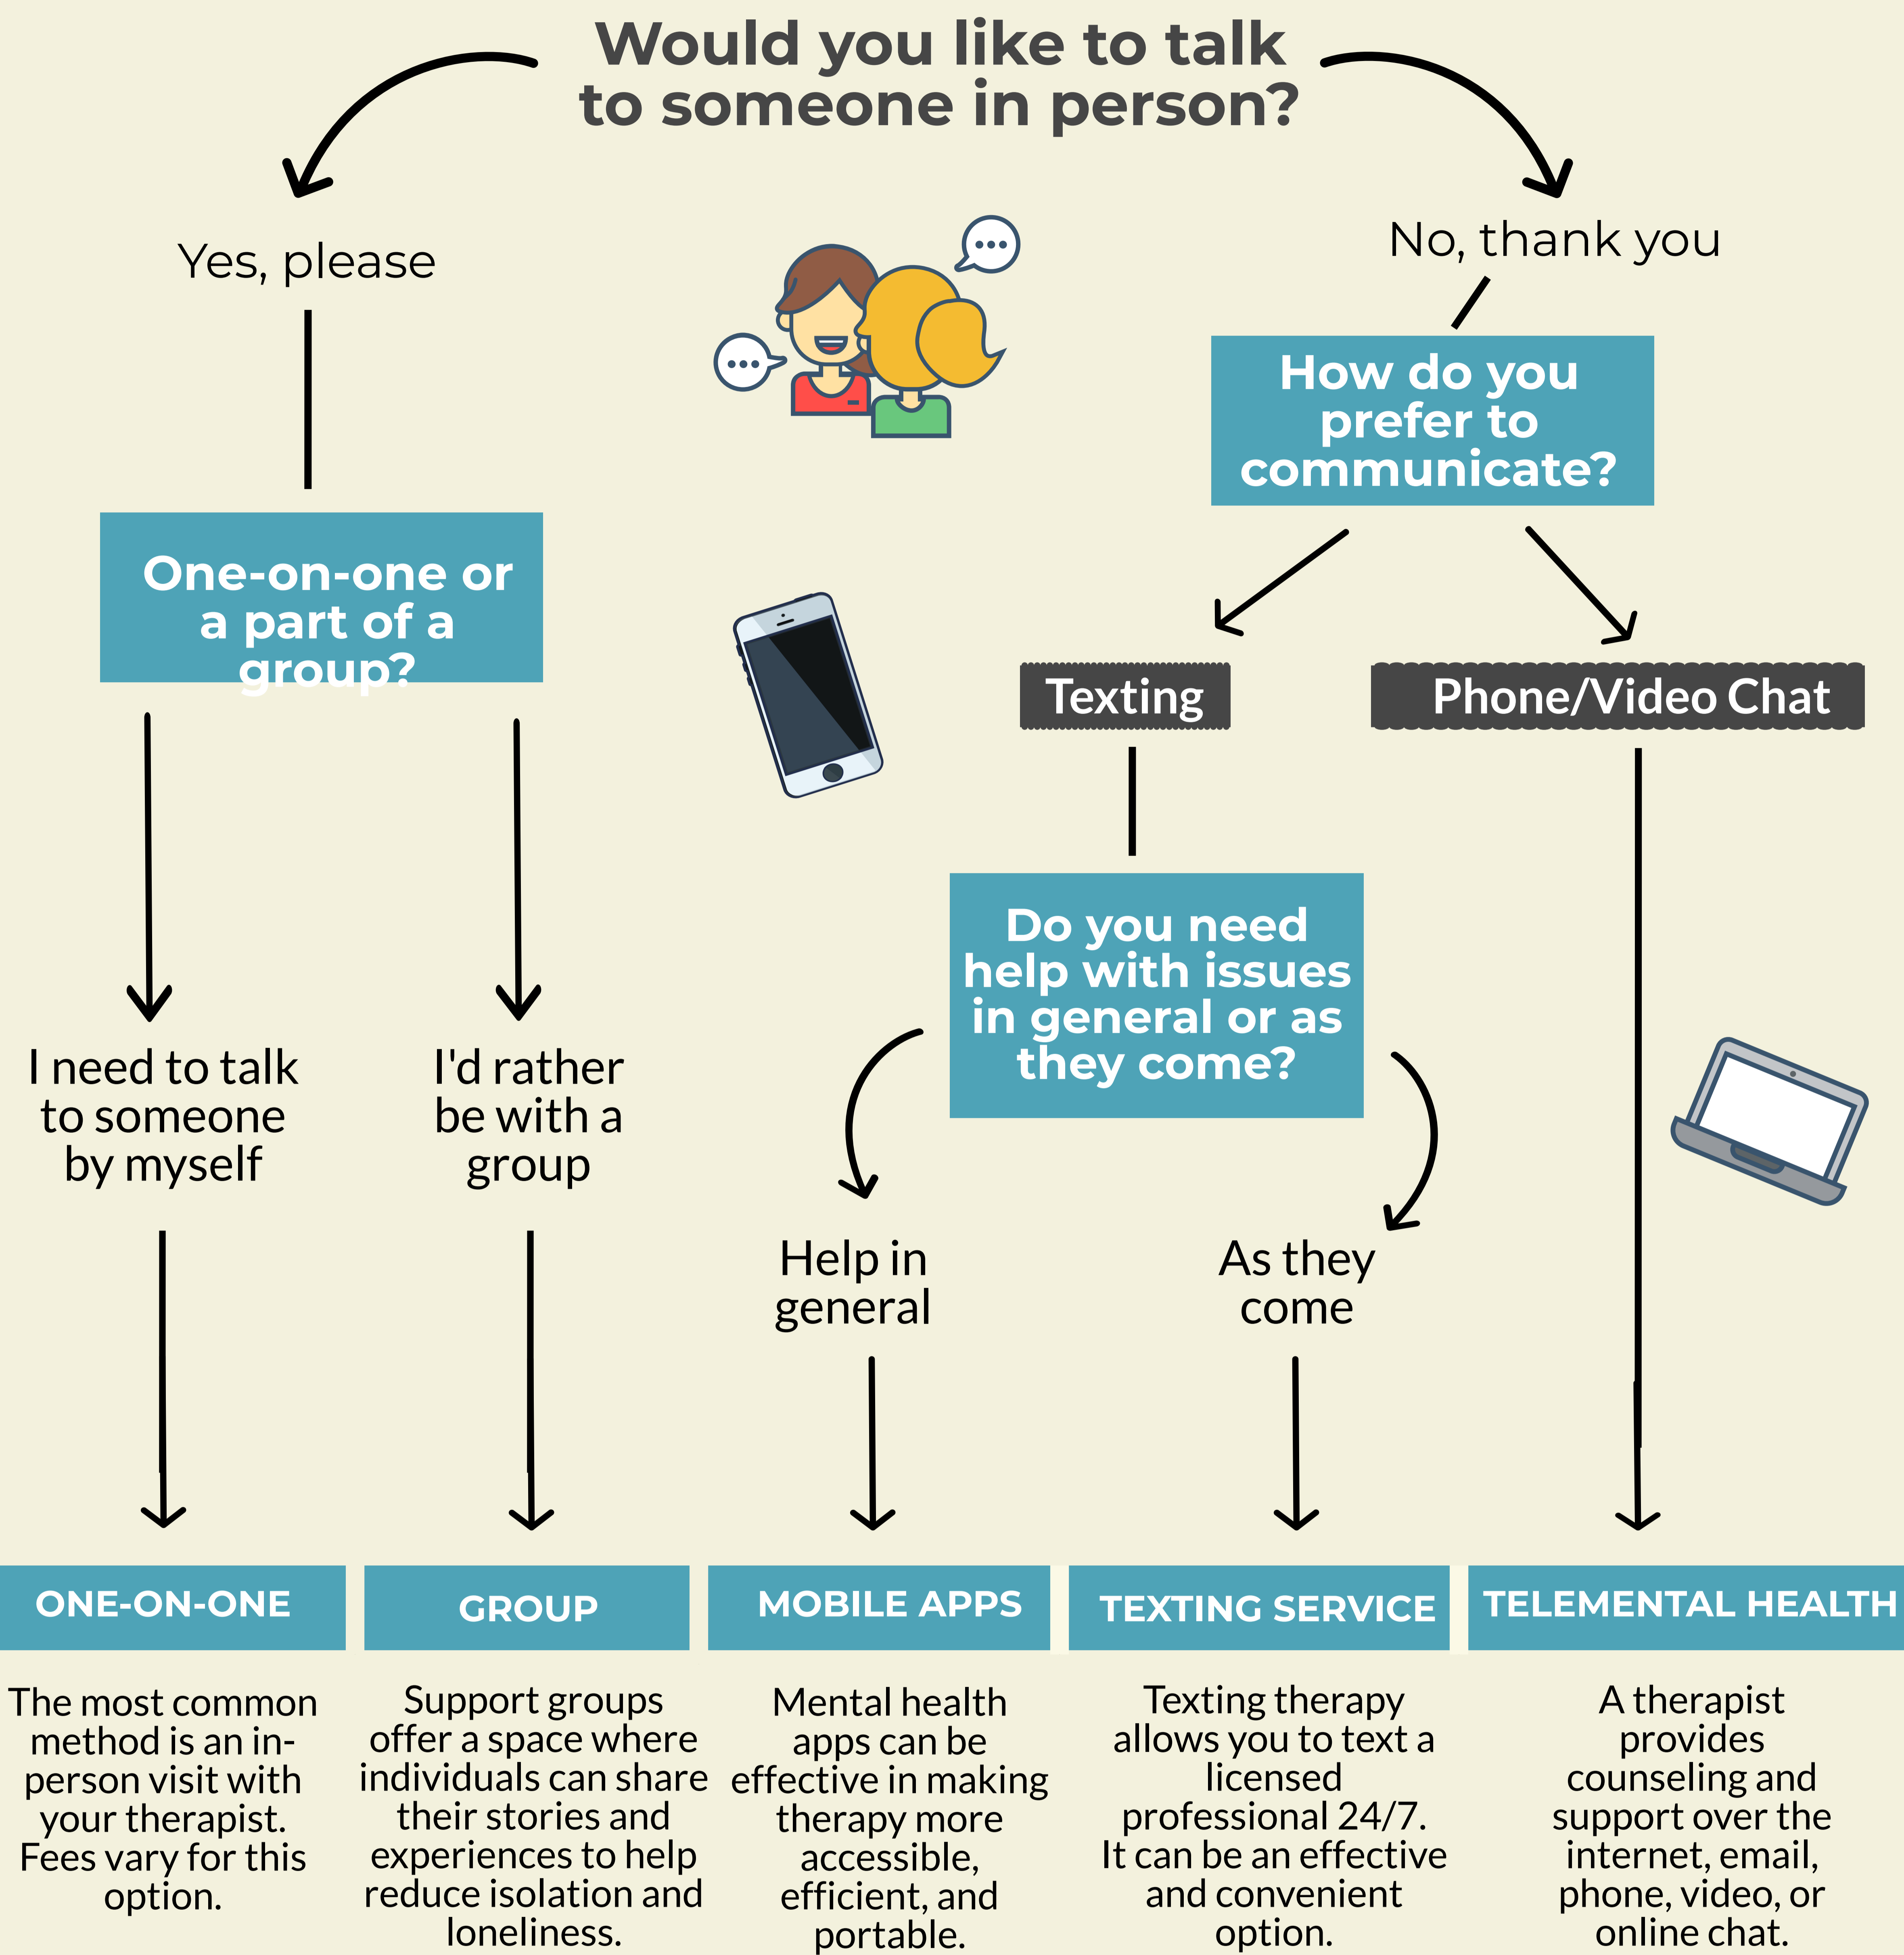 Would you like to talk
to someone in person?
Yes, please
No, thank you
How do you
prefer to
communicate?
One-on-one or
a part of a
group?
Texting
Phone/Video Chat
Do you need
help with issues
in general or as
they come?
I need to talk
to someone
by myself
I'd rather
be with a
group
Help in
general
As they
come
ONE-ON-ONE
The most common
method is an in-
person visit with
your therapist.
Fees vary for this
option.
GROUP
Support groups
offer a space where
individuals can share
their stories and
experiences to help
reduce isolation and
loneliness.
MOBILE APPS
Mental health
apps can be
effective in making
therapy more
accessible,
efficient, and
portable.
TEXTING SERVICE
Texting therapy
allows you to text a
licensed
professional 24/7.
It can be an effective
and convenient
option.
TELEMENTAL HEALTH
A therapist
provides
counseling and
support over the
internet, email,
phone, video, or
online chat.